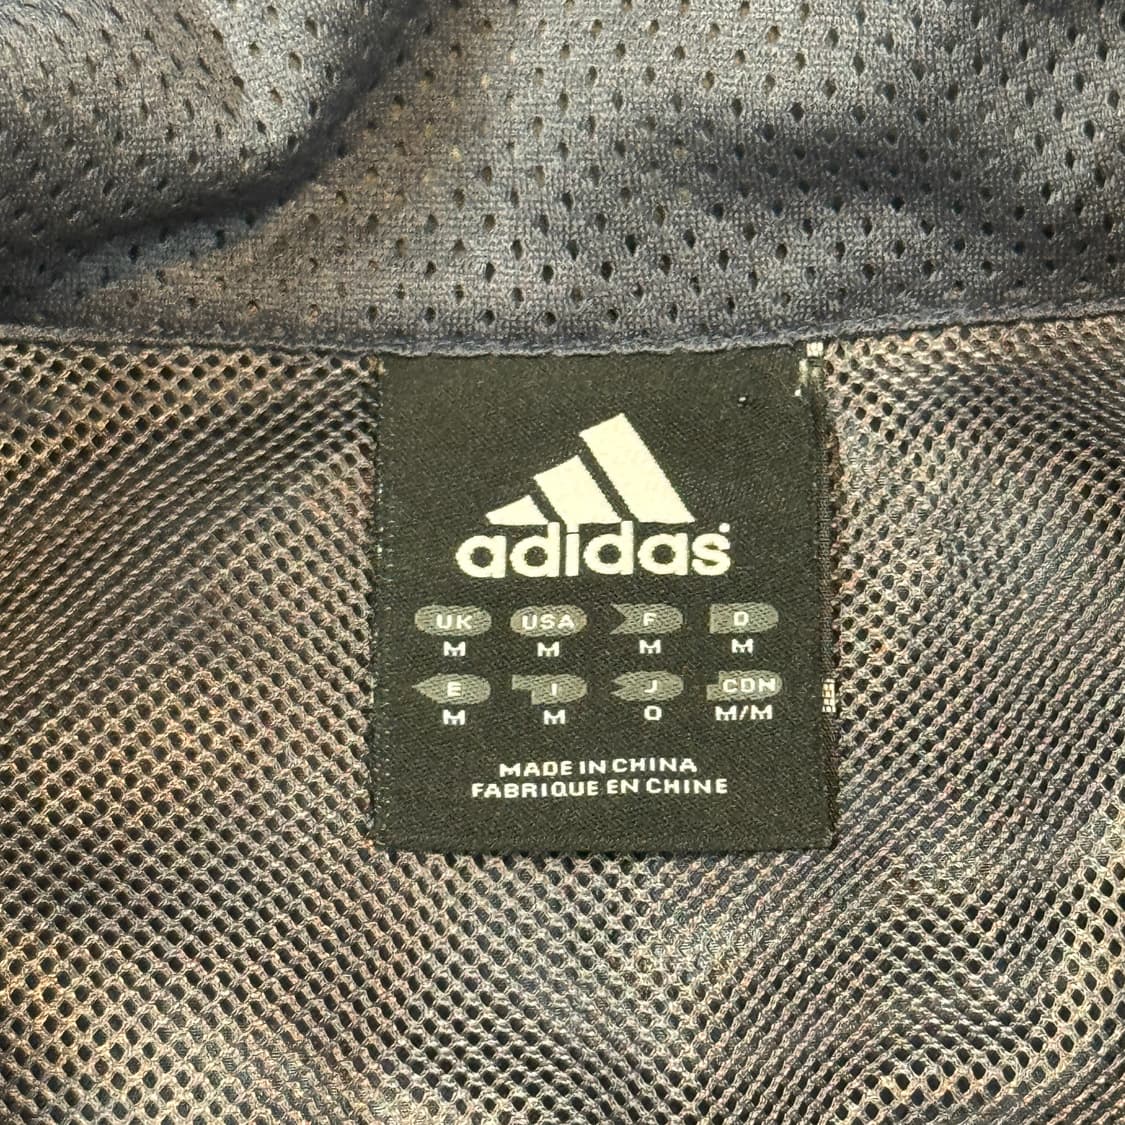 adidas®
UK USA F D
M M M M
E I J CDN
M M O M/M
MADE IN CHINA
FABRIQUE EN CHINE